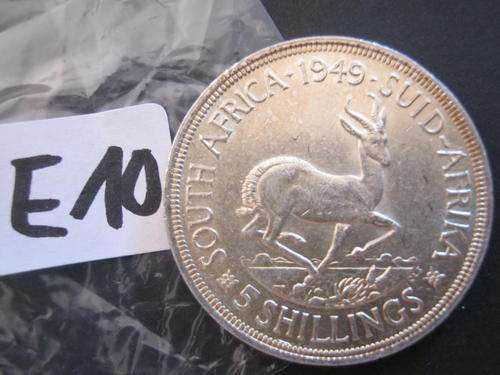 E10
SOUTH AFRICA · 1949 · SUID-AFRIKA
5 SHILLINGS